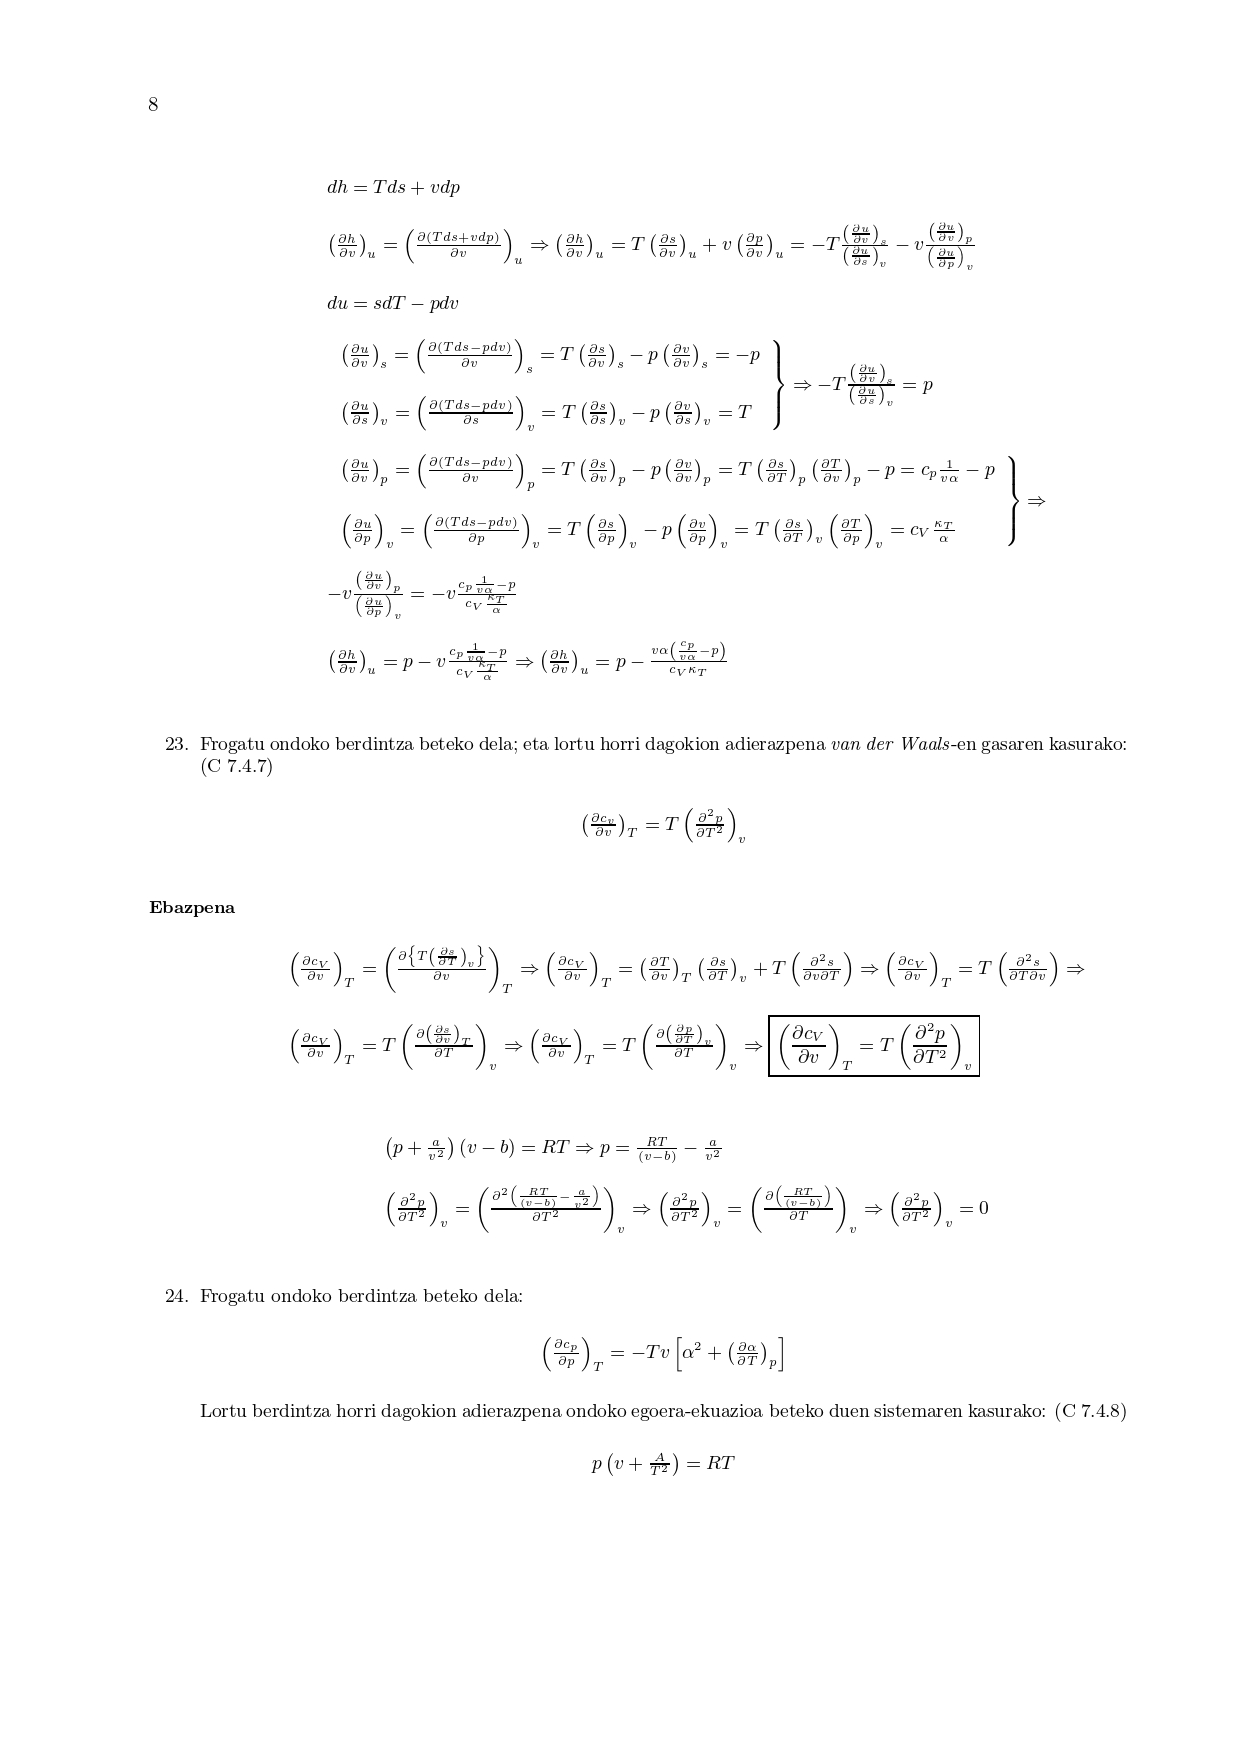 8
$dh = Tds + vdp$
$\left(\frac{\partial h}{\partial v}\right)_u = \left(\frac{\partial (Tds+vdp)}{\partial v}\right)_u \Rightarrow \left(\frac{\partial h}{\partial v}\right)_u = T\left(\frac{\partial s}{\partial v}\right)_u + v\left(\frac{\partial p}{\partial v}\right)_u = -T\frac{\left(\frac{\partial u}{\partial v}\right)_s}{\left(\frac{\partial u}{\partial s}\right)_v} - v\frac{\left(\frac{\partial u}{\partial v}\right)_p}{\left(\frac{\partial u}{\partial p}\right)_v}$
$du = sdT - pdv$
$\left.\begin{array}{l}\left(\frac{\partial u}{\partial v}\right)_s = \left(\frac{\partial (Tds-pdv)}{\partial v}\right)_s = T\left(\frac{\partial s}{\partial v}\right)_s - p\left(\frac{\partial v}{\partial v}\right)_s = -p \\ \left(\frac{\partial u}{\partial s}\right)_v = \left(\frac{\partial (Tds-pdv)}{\partial s}\right)_v = T\left(\frac{\partial s}{\partial s}\right)_v - p\left(\frac{\partial v}{\partial s}\right)_v = T\end{array}\right\} \Rightarrow -T\frac{\left(\frac{\partial u}{\partial v}\right)_s}{\left(\frac{\partial u}{\partial s}\right)_v} = p$
$\left.\begin{array}{l}\left(\frac{\partial u}{\partial v}\right)_p = \left(\frac{\partial (Tds-pdv)}{\partial v}\right)_p = T\left(\frac{\partial s}{\partial v}\right)_p - p\left(\frac{\partial v}{\partial v}\right)_p = T\left(\frac{\partial s}{\partial T}\right)_p\left(\frac{\partial T}{\partial v}\right)_p - p = c_p\frac{1}{v\alpha} - p \\ \left(\frac{\partial u}{\partial p}\right)_v = \left(\frac{\partial (Tds-pdv)}{\partial p}\right)_v = T\left(\frac{\partial s}{\partial p}\right)_v - p\left(\frac{\partial v}{\partial p}\right)_v = T\left(\frac{\partial s}{\partial T}\right)_v\left(\frac{\partial T}{\partial p}\right)_v = c_V\frac{\kappa_T}{\alpha}\end{array}\right\} \Rightarrow$
$-v\frac{\left(\frac{\partial u}{\partial v}\right)_p}{\left(\frac{\partial u}{\partial p}\right)_v} = -v\frac{c_p\frac{1}{v\alpha}-p}{c_V\frac{\kappa_T}{\alpha}}$
$\left(\frac{\partial h}{\partial v}\right)_u = p - v\frac{c_p\frac{1}{v\alpha}-p}{c_V\frac{\kappa_T}{\alpha}} \Rightarrow \left(\frac{\partial h}{\partial v}\right)_u = p - \frac{v\alpha\left(\frac{c_p}{v\alpha}-p\right)}{c_V\kappa_T}$
23. Frogatu ondoko berdintza beteko dela; eta lortu horri dagokion adierazpena van der Waals-en gasaren kasurako:
(C 7.4.7)
$\left(\frac{\partial c_v}{\partial v}\right)_T = T\left(\frac{\partial^2 p}{\partial T^2}\right)_v$
Ebazpena
$\left(\frac{\partial c_V}{\partial v}\right)_T = \left(\frac{\partial\left\{T\left(\frac{\partial s}{\partial T}\right)_v\right\}}{\partial v}\right)_T \Rightarrow \left(\frac{\partial c_V}{\partial v}\right)_T = \left(\frac{\partial T}{\partial v}\right)_T\left(\frac{\partial s}{\partial T}\right)_v + T\left(\frac{\partial^2 s}{\partial v\partial T}\right) \Rightarrow \left(\frac{\partial c_V}{\partial v}\right)_T = T\left(\frac{\partial^2 s}{\partial T\partial v}\right) \Rightarrow$
$\left(\frac{\partial c_V}{\partial v}\right)_T = T\left(\frac{\partial\left(\frac{\partial s}{\partial v}\right)_T}{\partial T}\right)_v \Rightarrow \left(\frac{\partial c_V}{\partial v}\right)_T = T\left(\frac{\partial\left(\frac{\partial p}{\partial T}\right)_v}{\partial T}\right)_v \Rightarrow \boxed{\left(\frac{\partial c_V}{\partial v}\right)_T = T\left(\frac{\partial^2 p}{\partial T^2}\right)_v}$
$\left(p + \frac{a}{v^2}\right)(v - b) = RT \Rightarrow p = \frac{RT}{(v-b)} - \frac{a}{v^2}$
$\left(\frac{\partial^2 p}{\partial T^2}\right)_v = \left(\frac{\partial^2\left(\frac{RT}{(v-b)}-\frac{a}{v^2}\right)}{\partial T^2}\right)_v \Rightarrow \left(\frac{\partial^2 p}{\partial T^2}\right)_v = \left(\frac{\partial\left(\frac{RT}{(v-b)}\right)}{\partial T}\right)_v \Rightarrow \left(\frac{\partial^2 p}{\partial T^2}\right)_v = 0$
24. Frogatu ondoko berdintza beteko dela:
$\left(\frac{\partial c_p}{\partial p}\right)_T = -Tv\left[\alpha^2 + \left(\frac{\partial \alpha}{\partial T}\right)_p\right]$
Lortu berdintza horri dagokion adierazpena ondoko egoera-ekuazioa beteko duen sistemaren kasurako: (C 7.4.8)
$p\left(v + \frac{A}{T^2}\right) = RT$